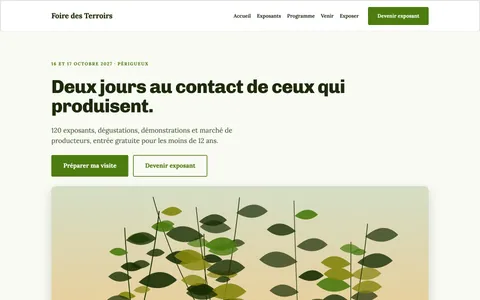 Foire des Terroirs
Accueil Exposants Programme Venir Exposer Devenir exposant
16 ET 17 OCTOBRE 2027 · PÉRIGUEUX
Deux jours au contact de ceux qui
produisent.
120 exposants, dégustations, démonstrations et marché de
producteurs, entrée gratuite pour les moins de 12 ans.
Préparer ma visite Devenir exposant